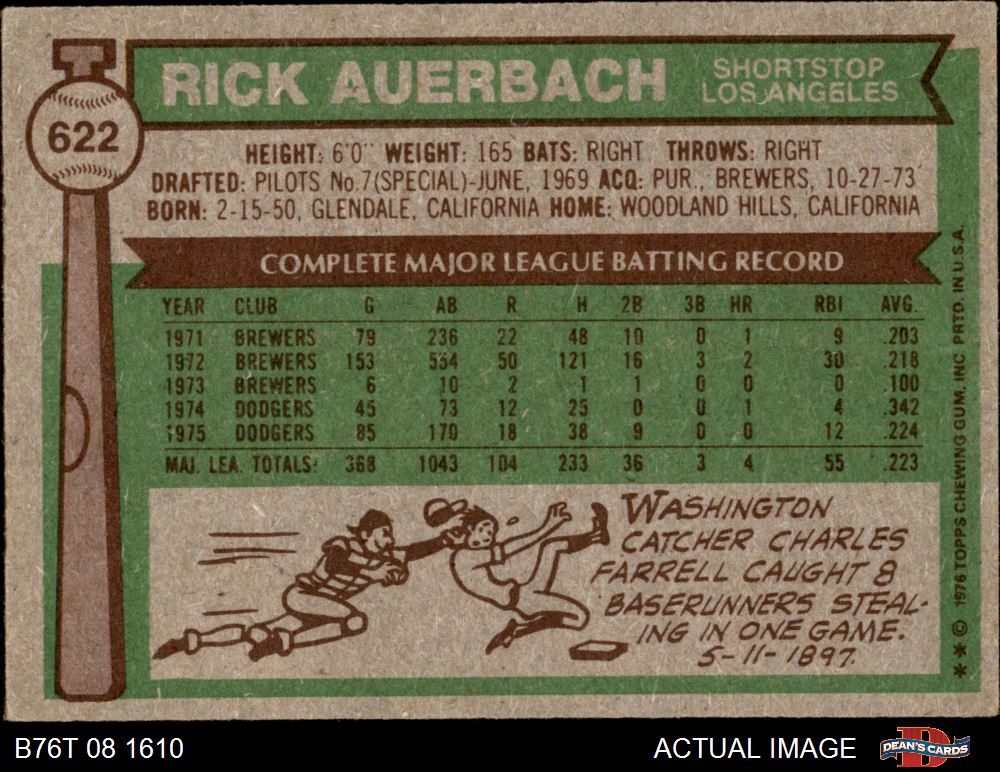 622
RICK AUERBACH SHORTSTOP LOS ANGELES
HEIGHT: 6'0" WEIGHT: 165 BATS: RIGHT THROWS: RIGHT
DRAFTED: PILOTS No.7(SPECIAL)-JUNE, 1969 ACQ: PUR., BREWERS, 10-27-73
BORN: 2-15-50, GLENDALE, CALIFORNIA HOME: WOODLAND HILLS, CALIFORNIA
COMPLETE MAJOR LEAGUE BATTING RECORD
YEAR CLUB G AB R H 2B 3B HR RBI AVG.
1971 BREWERS 79 236 22 48 10 0 1 9 .203
1972 BREWERS 153 554 50 121 16 3 2 30 .218
1973 BREWERS 6 10 2 1 1 0 0 0 .100
1974 DODGERS 45 73 12 25 0 0 1 4 .342
1975 DODGERS 85 170 18 38 9 0 0 12 .224
MAJ. LEA. TOTALS: 368 1043 104 233 36 3 4 55 .223
WASHINGTON
CATCHER CHARLES
FARRELL CAUGHT 8
BASERUNNERS STEAL-
ING IN ONE GAME.
5-11-1897.
** © 1976 TOPPS CHEWING GUM, INC. PRTD. IN U.S.A.
B76T 08 1610 ACTUAL IMAGE DEAN'S CARDS